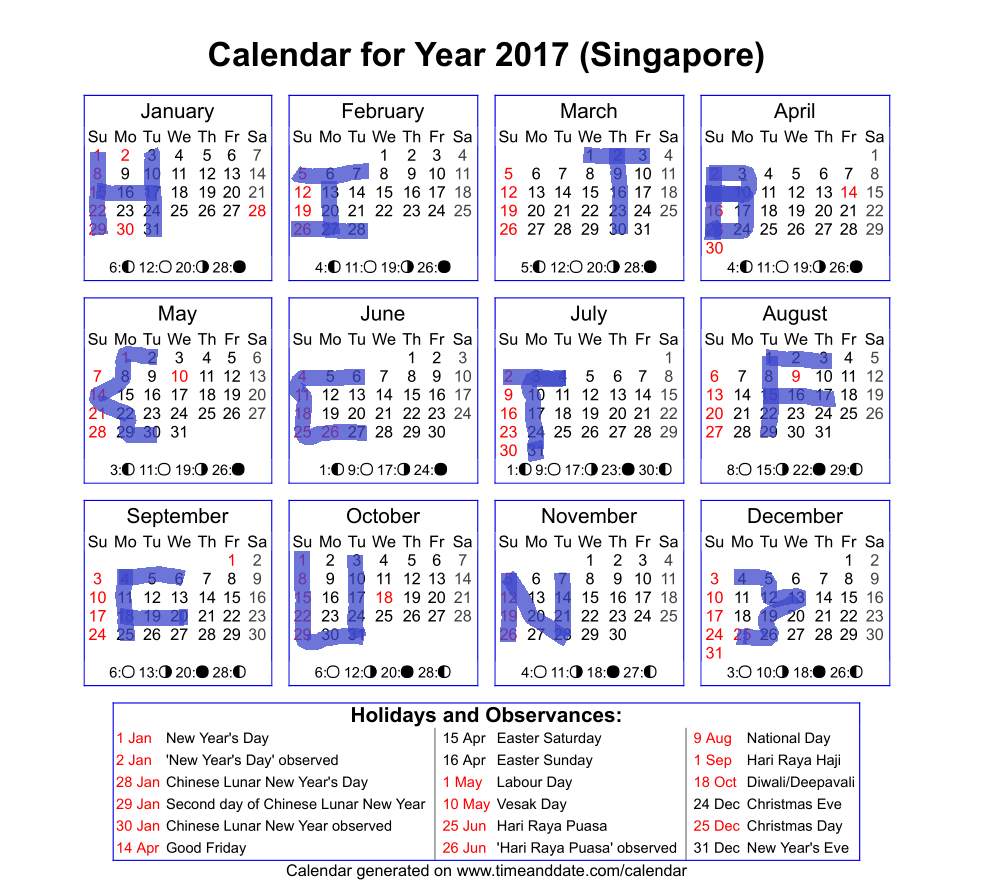 Calendar for Year 2017 (Singapore)
January
Su Mo Tu We Th Fr Sa
1 2 3 4 5 6 7
8 9 10 11 12 13 14
15 16 17 18 19 20 21
22 23 24 25 26 27 28
29 30 31
6:◐ 12:○ 20:◑ 28:●
February
Su Mo Tu We Th Fr Sa
1 2 3 4
5 6 7 8 9 10 11
12 13 14 15 16 17 18
19 20 21 22 23 24 25
26 27 28
4:◐ 11:○ 19:◑ 26:●
March
Su Mo Tu We Th Fr Sa
1 2 3 4
5 6 7 8 9 10 11
12 13 14 15 16 17 18
19 20 21 22 23 24 25
26 27 28 29 30 31
5:◐ 12:○ 20:◑ 28:●
April
Su Mo Tu We Th Fr Sa
1
2 3 4 5 6 7 8
10 11 12 13 14 15
16 17 18 19 20 21 22
24 25 26 27 28 29
30
4:◐ 11:○ 19:◑ 26:●
May
Su Mo Tu We Th Fr Sa
1 2 3 4 5 6
7 8 9 10 11 12 13
14 15 16 17 18 19 20
21 22 23 24 25 26 27
28 29 30 31
3:◐ 11:○ 19:◑ 26:●
June
Su Mo Tu We Th Fr Sa
1 2 3
4 5 6 7 8 9 10
11 12 13 14 15 16 17
18 19 20 21 22 23 24
25 26 27 28 29 30
1:◐ 9:○ 17:◑ 24:●
July
Su Mo Tu We Th Fr Sa
1
2 3 4 5 6 7 8
9 10 11 12 13 14 15
16 17 18 19 20 21 22
23 24 25 26 27 28 29
30 31
1:◐ 9:○ 17:◑ 23:● 30:◐
August
Su Mo Tu We Th Fr Sa
1 2 3 4 5
6 7 8 9 10 11 12
13 14 15 16 17 18 19
20 21 22 23 24 25 26
27 28 29 30 31
8:○ 15:◑ 22:● 29:◐
September
Su Mo Tu We Th Fr Sa
1 2
3 4 5 6 7 8 9
10 11 12 13 14 15 16
17 18 19 20 21 22 23
24 25 26 27 28 29 30
6:○ 13:◑ 20:● 28:◐
October
Su Mo Tu We Th Fr Sa
1 2 3 4 5 6 7
8 9 10 11 12 13 14
15 16 17 18 19 20 21
22 23 24 25 26 27 28
29 30 31
6:○ 12:◑ 20:● 28:◐
November
Su Mo Tu We Th Fr Sa
1 2 3 4
5 6 7 8 9 10 11
12 13 14 15 16 17 18
19 20 21 22 23 24 25
26 27 28 29 30
4:○ 11:◑ 18:● 27:◐
December
Su Mo Tu We Th Fr Sa
1 2
3 4 5 6 7 8 9
10 11 12 13 14 15 16
17 18 19 20 21 22 23
24 25 26 27 28 29 30
31
3:○ 10:◑ 18:● 26:◐
Holidays and Observances:
1 Jan New Year's Day
2 Jan 'New Year's Day' observed
28 Jan Chinese Lunar New Year's Day
29 Jan Second day of Chinese Lunar New Year
30 Jan Chinese Lunar New Year observed
14 Apr Good Friday
15 Apr Easter Saturday
16 Apr Easter Sunday
1 May Labour Day
10 May Vesak Day
25 Jun Hari Raya Puasa
26 Jun 'Hari Raya Puasa' observed
9 Aug National Day
1 Sep Hari Raya Haji
18 Oct Diwali/Deepavali
24 Dec Christmas Eve
25 Dec Christmas Day
31 Dec New Year's Eve
Calendar generated on www.timeanddate.com/calendar